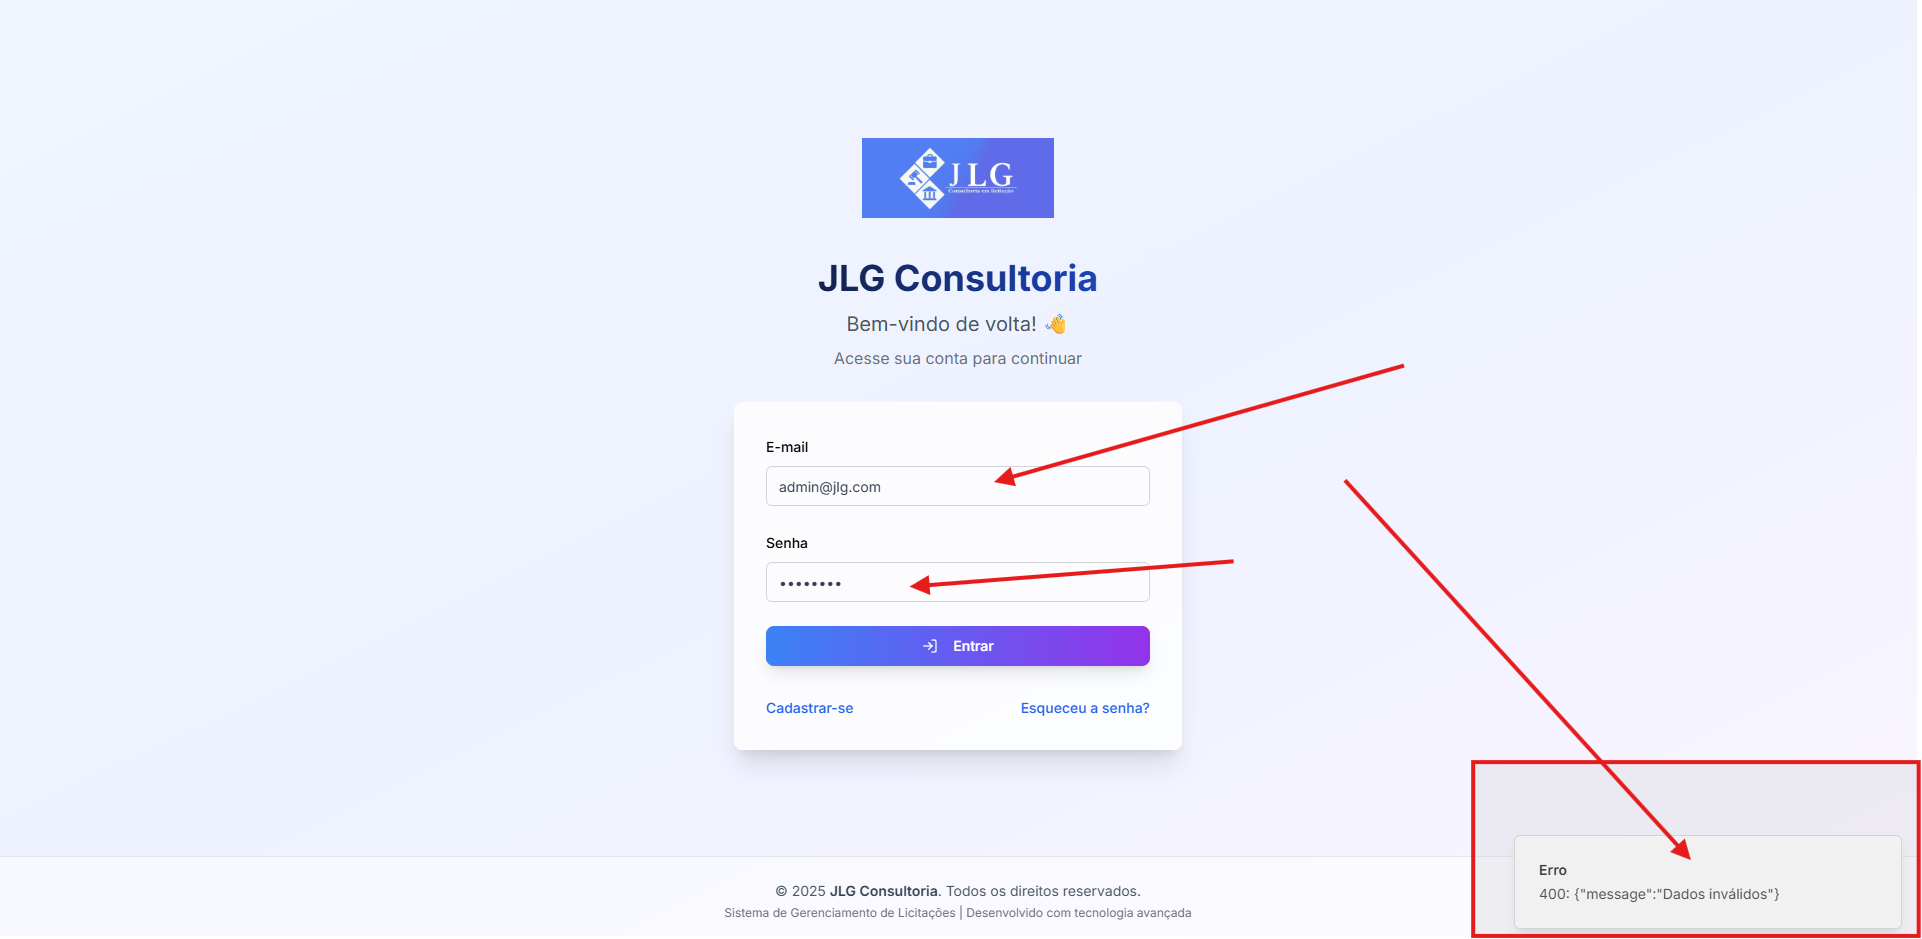 JLG
Consultoria em licitação
JLG Consultoria
Bem-vindo de volta! 👋
Acesse sua conta para continuar
E-mail
admin@jlg.com
Senha
••••••••
Entrar
Cadastrar-se
Esqueceu a senha?
Erro
400: {"message":"Dados inválidos"}
© 2025 JLG Consultoria. Todos os direitos reservados.
Sistema de Gerenciamento de Licitações | Desenvolvido com tecnologia avançada